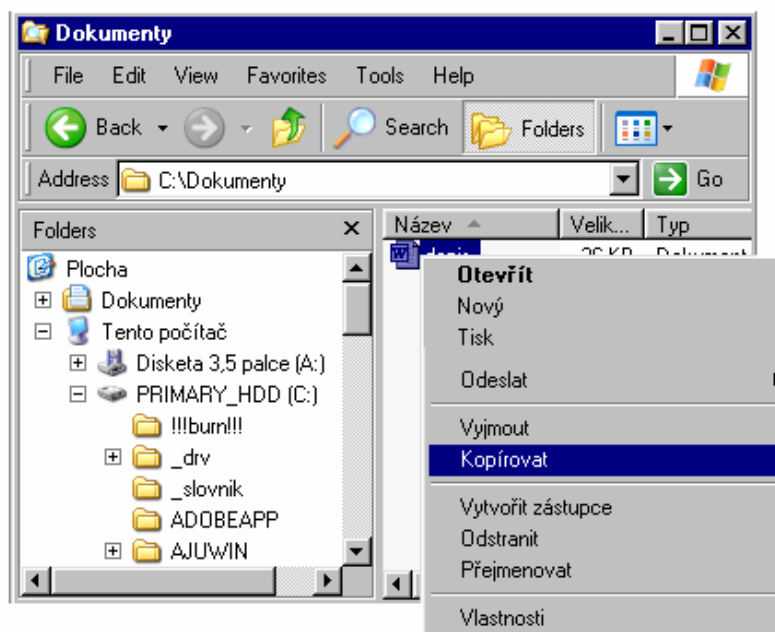 Dokumenty
File Edit View Favorites Tools Help
Back Search Folders
Address C:\Dokumenty Go
Folders x
Název Velik... Typ
Plocha
Dokumenty
Tento počítač
Disketa 3,5 palce (A:)
PRIMARY_HDD (C:)
!!!burn!!!
_drv
_slovnik
ADOBEAPP
AJUWIN
Otevřít
Nový
Tisk
Odeslat
Vyjmout
Kopírovat
Vytvořit zástupce
Odstranit
Přejmenovat
Vlastnosti